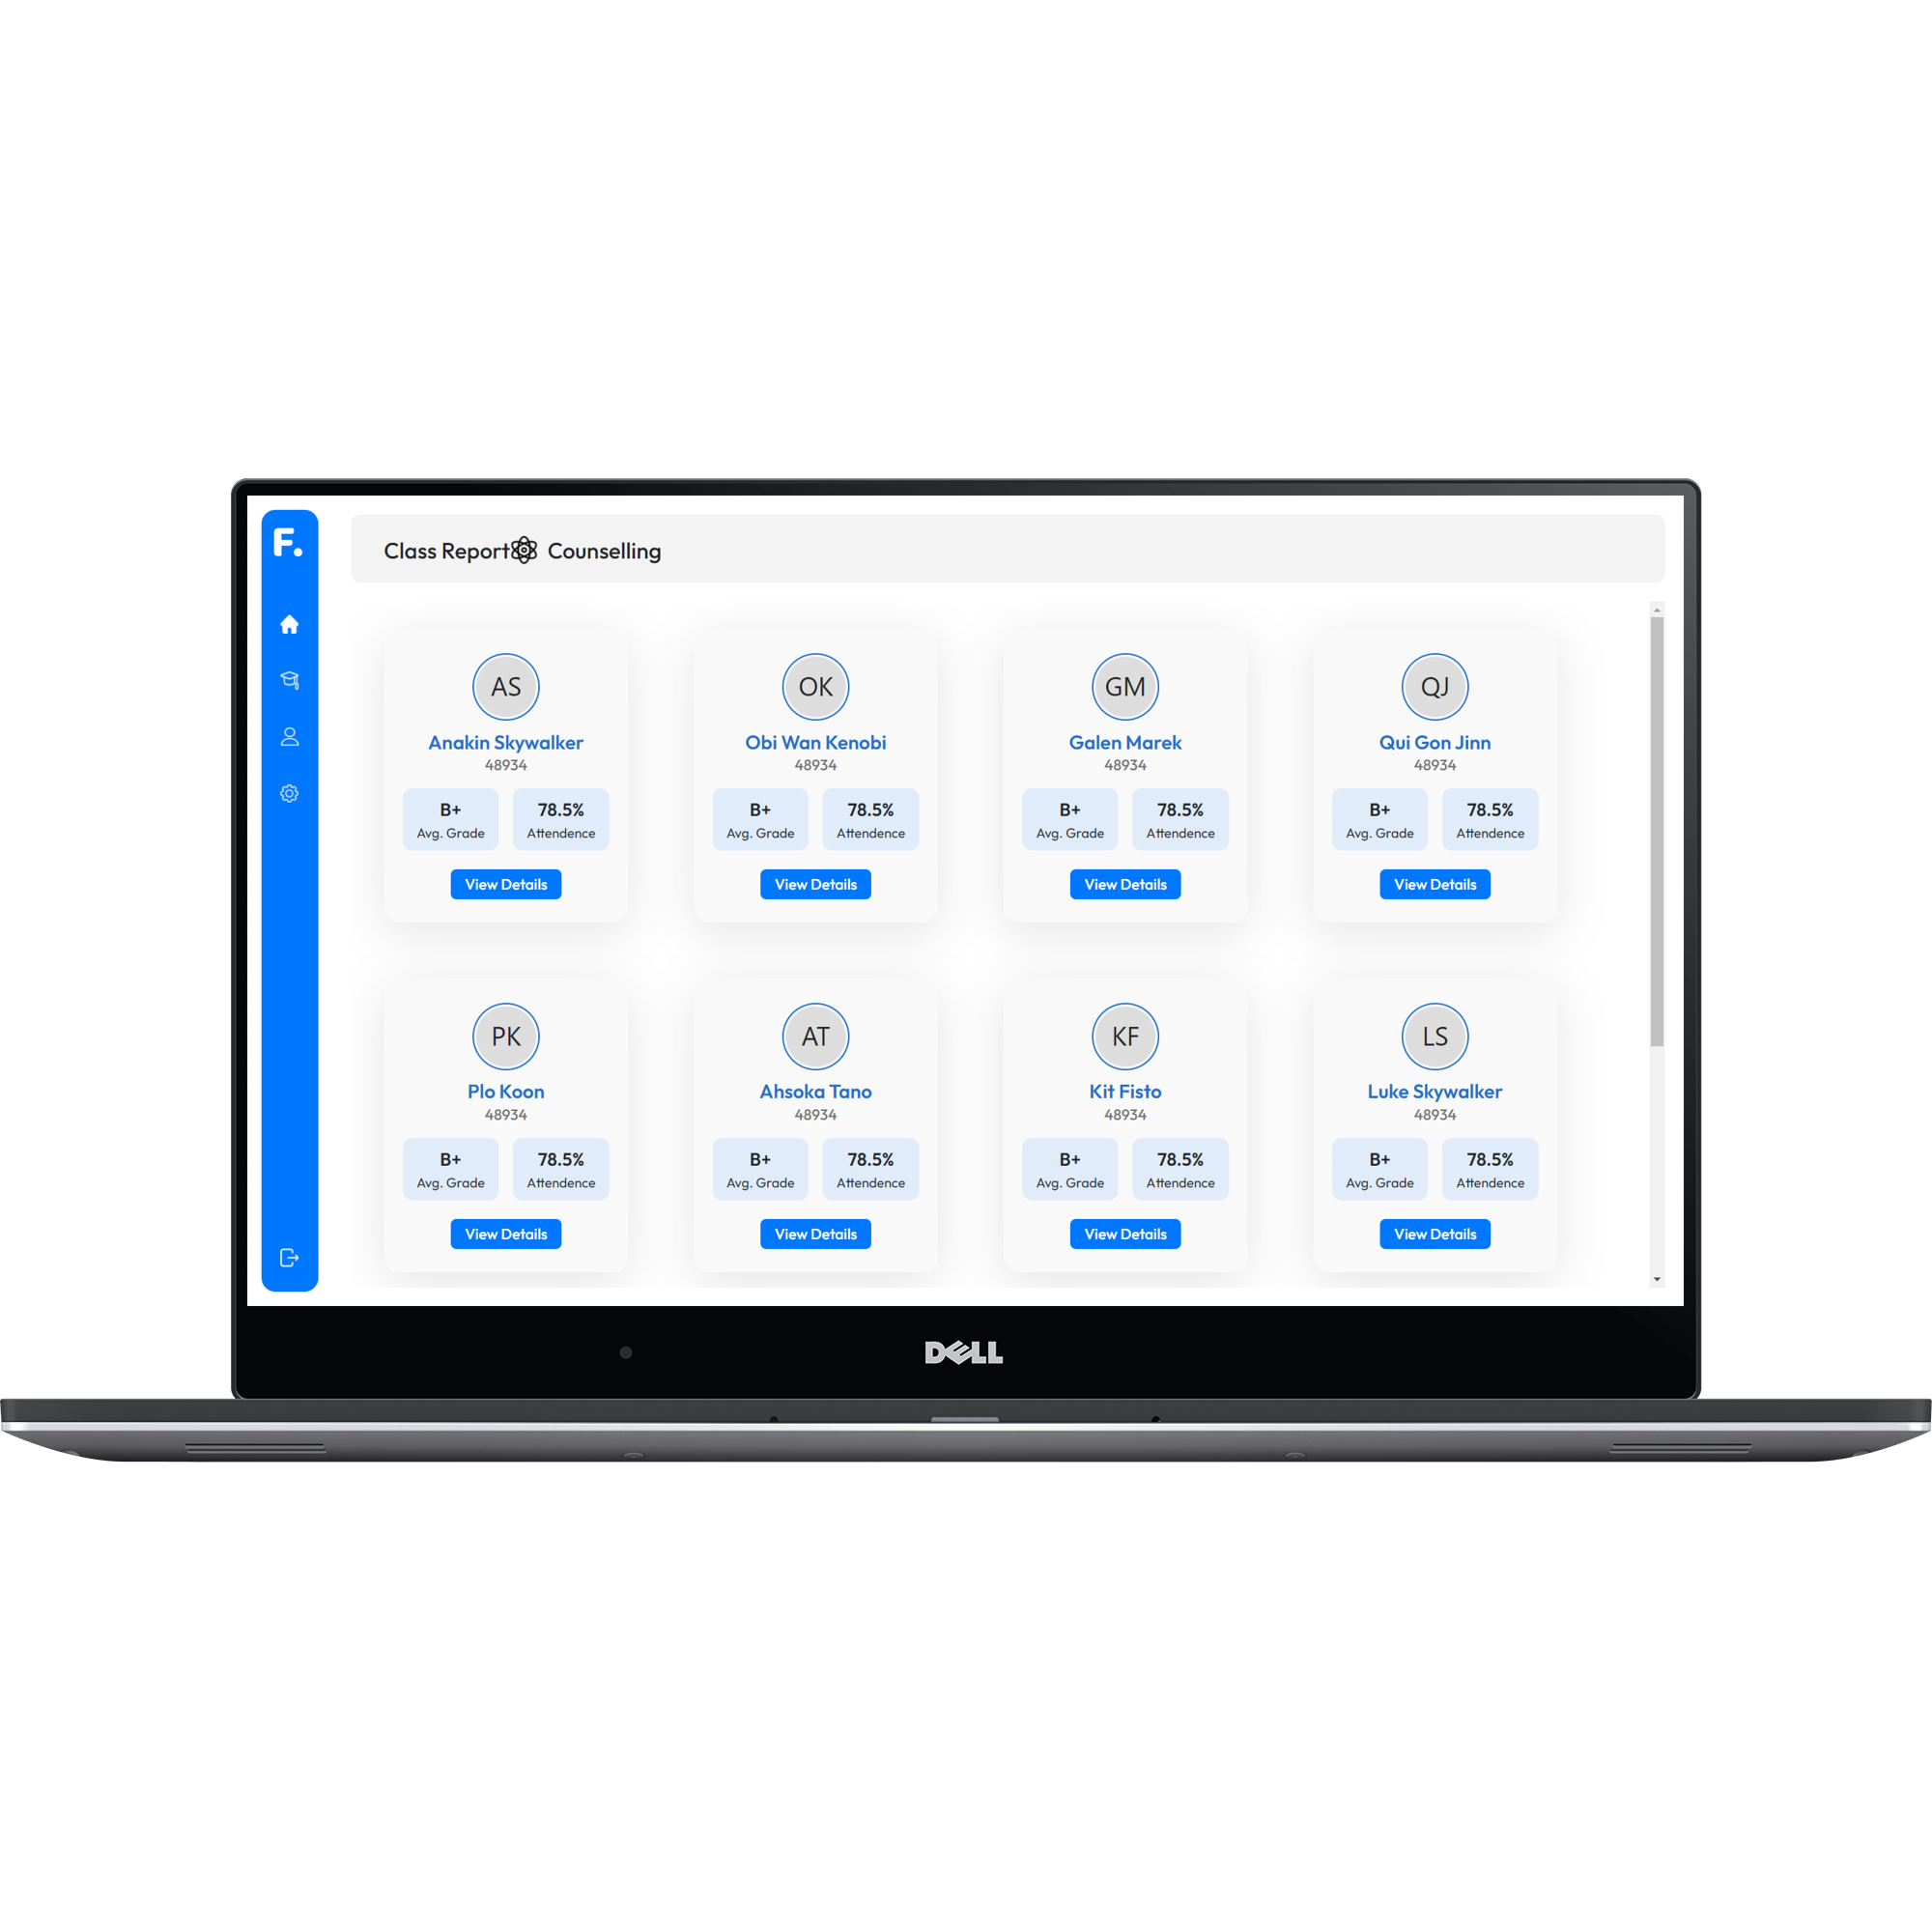 F.
Class Report Counselling
AS OK GM QJ
Anakin Skywalker Obi Wan Kenobi Galen Marek Qui Gon Jinn
48934 48934 48934 48934
B+ 78.5% B+ 78.5% B+ 78.5% B+ 78.5%
Avg. Grade Attendence Avg. Grade Attendence Avg. Grade Attendence Avg. Grade Attendence
View Details View Details View Details View Details
PK AT KF LS
Plo Koon Ahsoka Tano Kit Fisto Luke Skywalker
48934 48934 48934 48934
B+ 78.5% B+ 78.5% B+ 78.5% B+ 78.5%
Avg. Grade Attendence Avg. Grade Attendence Avg. Grade Attendence Avg. Grade Attendence
View Details View Details View Details View Details
DELL